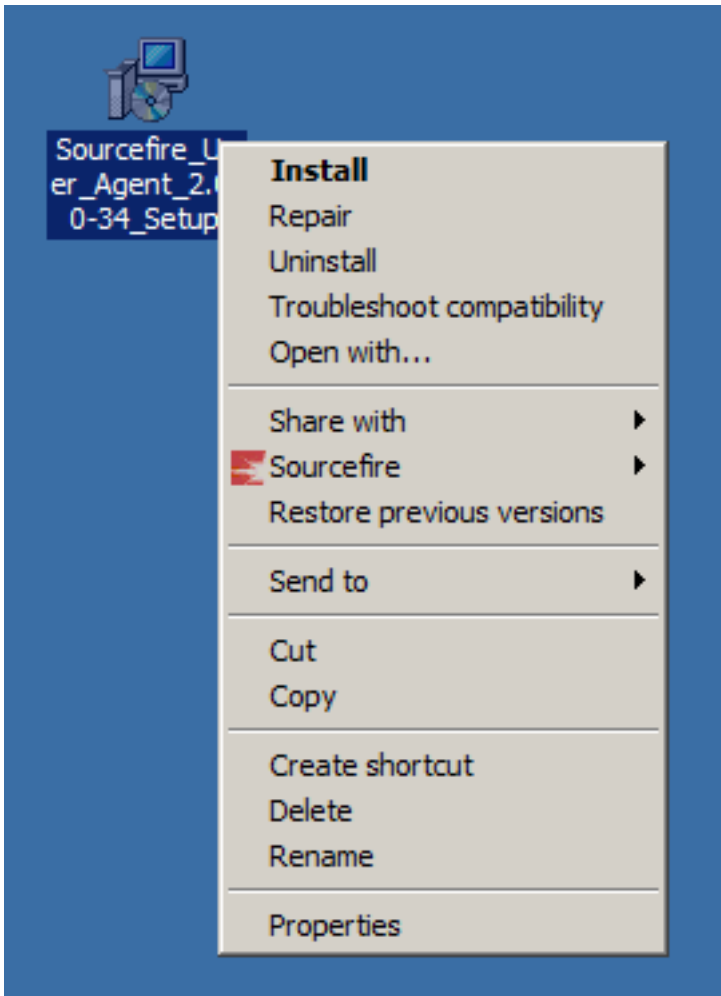 Sourcefire_U
er_Agent_2.
0-34_Setup
Install
Repair
Uninstall
Troubleshoot compatibility
Open with...
Share with
Sourcefire
Restore previous versions
Send to
Cut
Copy
Create shortcut
Delete
Rename
Properties